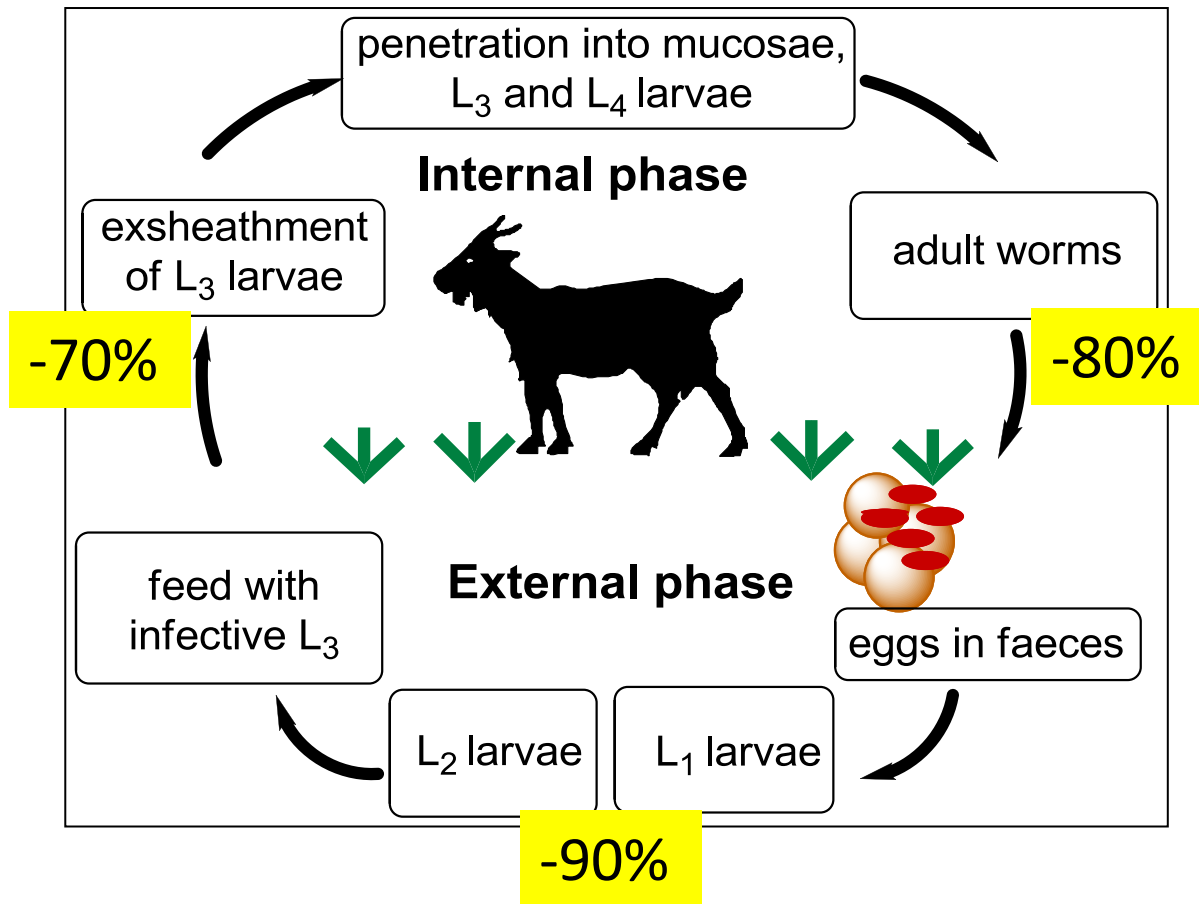 penetration into mucosae,
L₃ and L₄ larvae
Internal phase
exsheathment
of L₃ larvae
adult worms
-70%
-80%
External phase
feed with
infective L₃
eggs in faeces
L₂ larvae
L₁ larvae
-90%